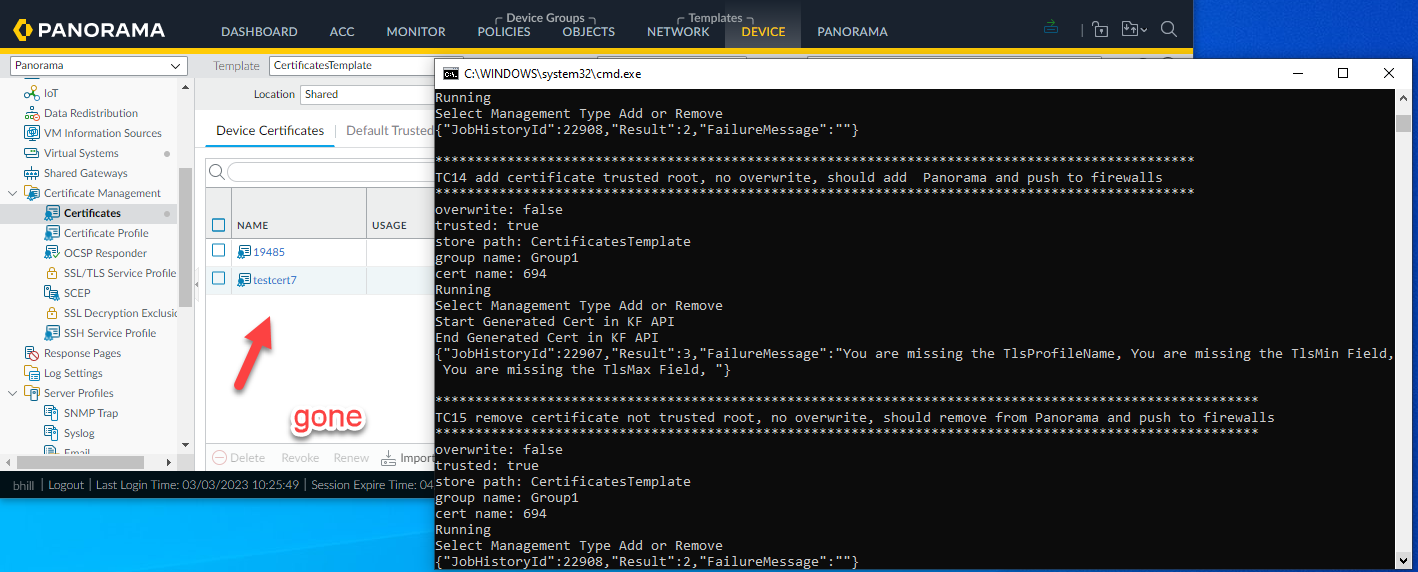 PANORAMA
DASHBOARD
ACC
MONITOR
Device Groups
POLICIES
OBJECTS
Templates
NETWORK
DEVICE
PANORAMA
Panorama
Template
CertificatesTemplate
Location
Shared
IoT
Data Redistribution
VM Information Sources
Virtual Systems
Shared Gateways
Certificate Management
Certificates
Certificate Profile
OCSP Responder
SSL/TLS Service Profile
SCEP
SSL Decryption Exclusio
SSH Service Profile
Response Pages
Log Settings
Server Profiles
SNMP Trap
Syslog
Email
Device Certificates
Default Trusted
NAME
USAGE
19485
testcert7
gone
Delete
Revoke
Renew
Import
bhill | Logout | Last Login Time: 03/03/2023 10:25:49 | Session Expire Time: 04
C:\WINDOWS\system32\cmd.exe
Running
Select Management Type Add or Remove
{"JobHistoryId":22908,"Result":2,"FailureMessage":""}
***********************************************************************************************
TC14 add certificate trusted root, no overwrite, should add  Panorama and push to firewalls
***********************************************************************************************
overwrite: false
trusted: true
store path: CertificatesTemplate
group name: Group1
cert name: 694
Running
Select Management Type Add or Remove
Start Generated Cert in KF API
End Generated Cert in KF API
{"JobHistoryId":22907,"Result":3,"FailureMessage":"You are missing the TlsProfileName, You are missing the TlsMin Field,
 You are missing the TlsMax Field, "}
*******************************************************************************************************
TC15 remove certificate not trusted root, no overwrite, should remove from Panorama and push to firewalls
*******************************************************************************************************
overwrite: false
trusted: true
store path: CertificatesTemplate
group name: Group1
cert name: 694
Running
Select Management Type Add or Remove
{"JobHistoryId":22908,"Result":2,"FailureMessage":""}